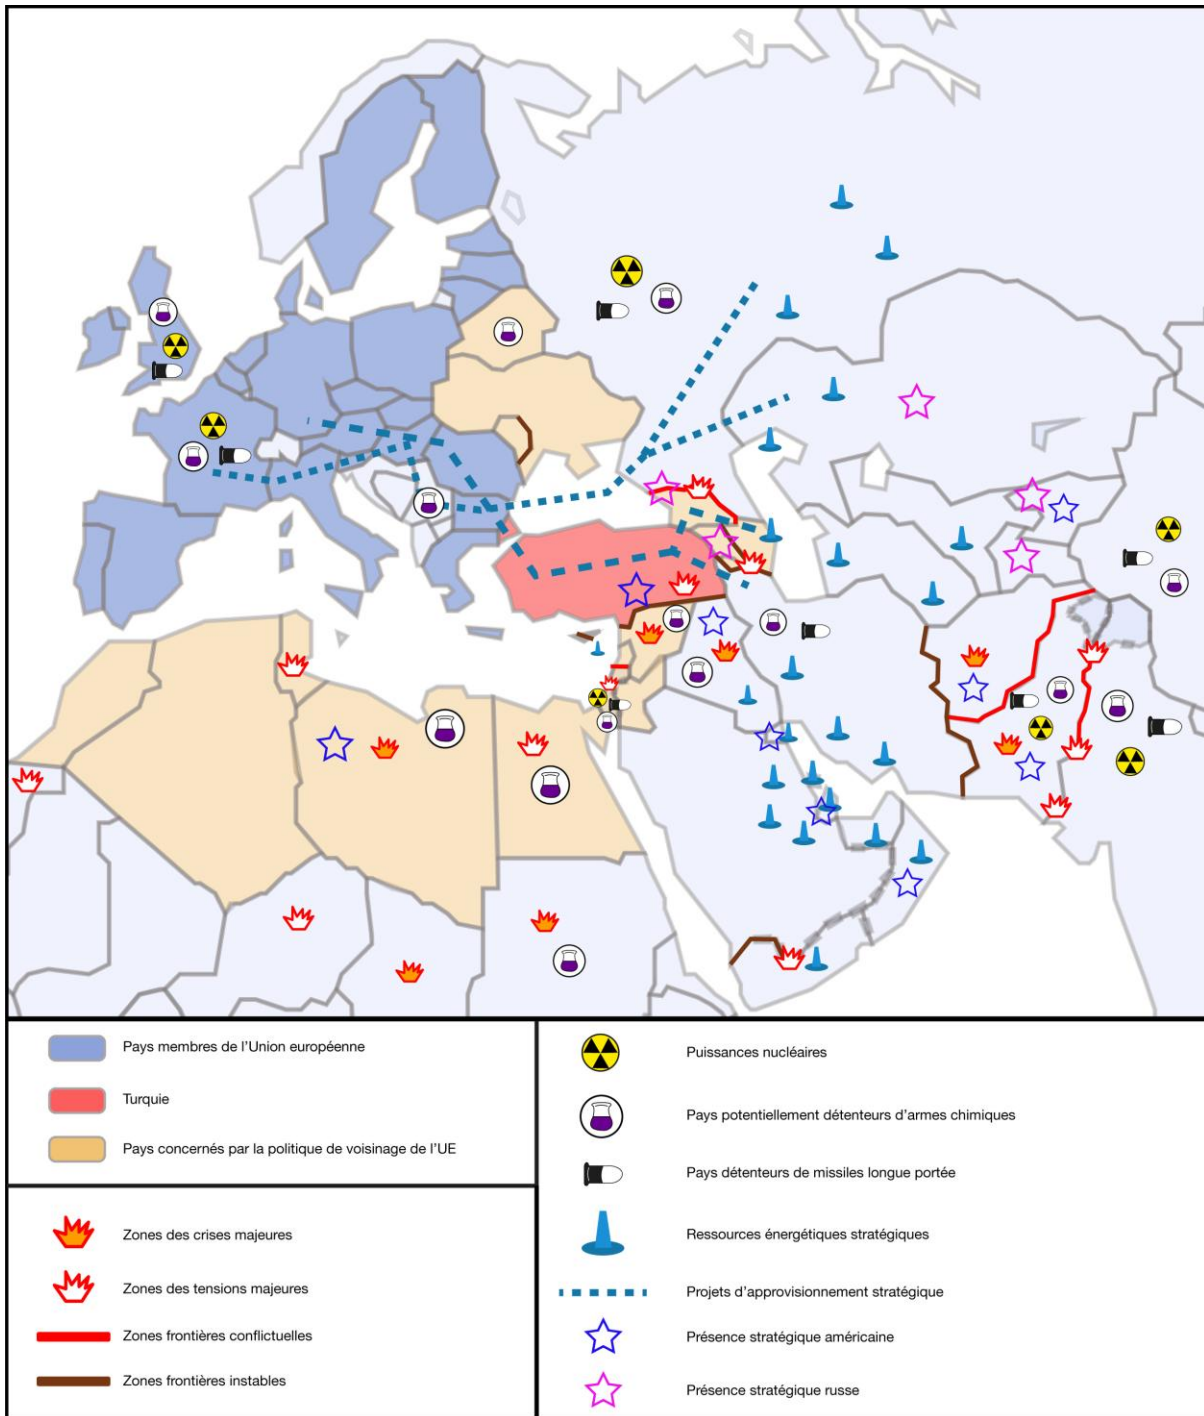 Pays membres de l’Union européenne
Turquie
Pays concernés par la politique de voisinage de l’UE
Zones des crises majeures
Zones des tensions majeures
Zones frontières conflictuelles
Zones frontières instables
Puissances nucléaires
Pays potentiellement détenteurs d’armes chimiques
Pays détenteurs de missiles longue portée
Ressources énergétiques stratégiques
Projets d’approvisionnement stratégique
Présence stratégique américaine
Présence stratégique russe